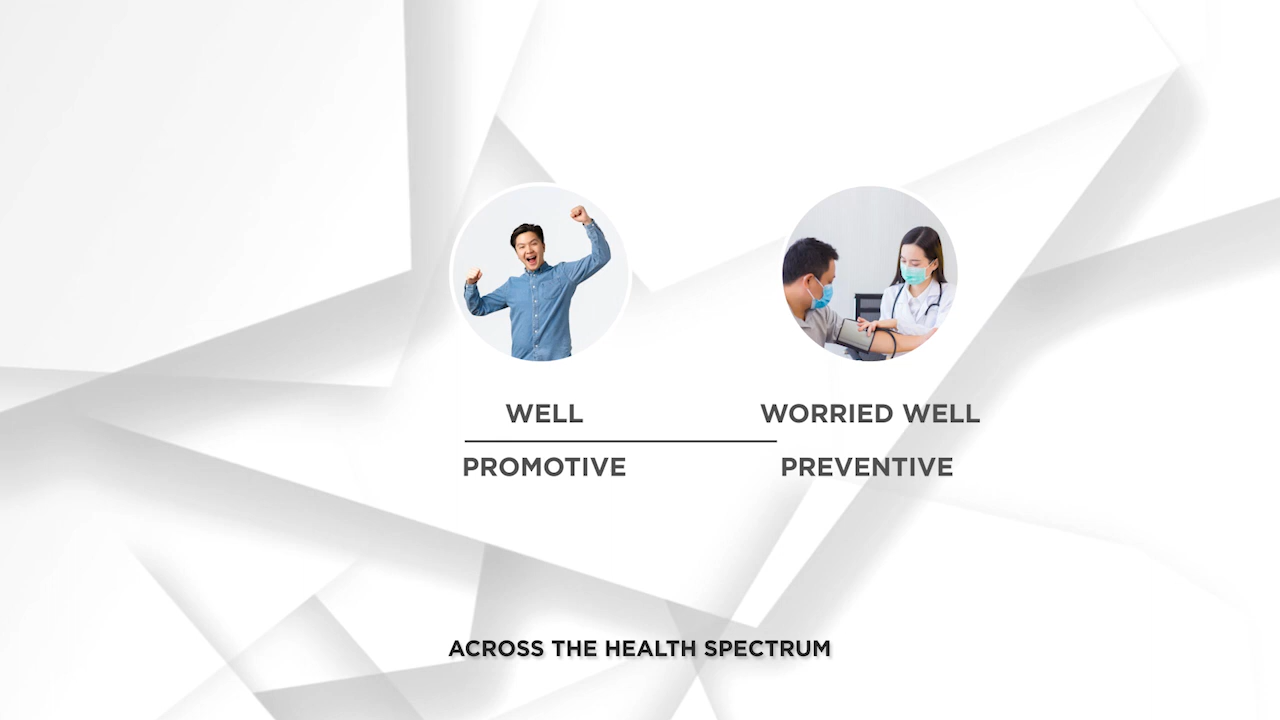 WELL
WORRIED WELL
PROMOTIVE
PREVENTIVE
ACROSS THE HEALTH SPECTRUM